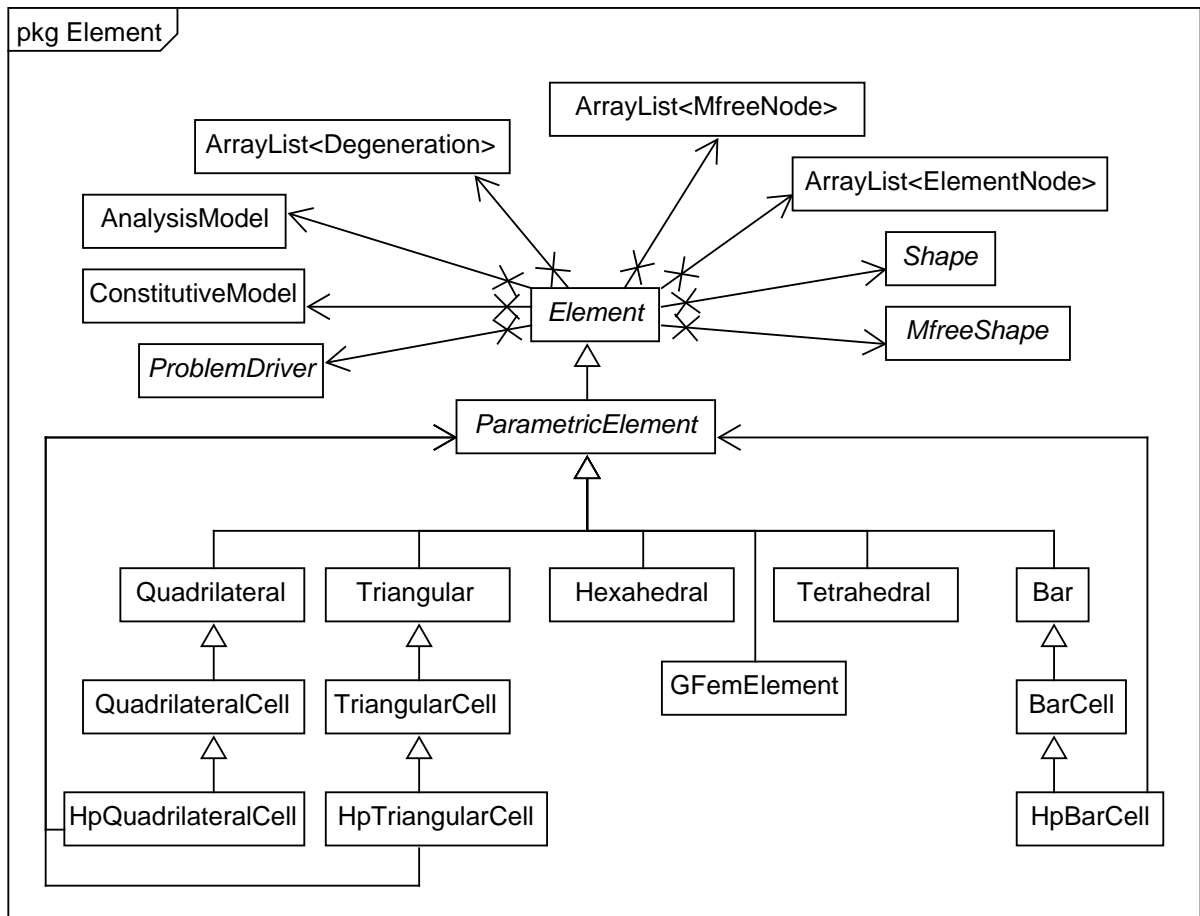 pkg Element
ArrayList<MfreeNode>
ArrayList<Degeneration>
ArrayList<ElementNode>
AnalysisModel
Shape
ConstitutiveModel
Element
MfreeShape
ProblemDriver
ParametricElement
Quadrilateral
Triangular
Hexahedral
Tetrahedral
Bar
GFemElement
QuadrilateralCell
TriangularCell
BarCell
HpQuadrilateralCell
HpTriangularCell
HpBarCell